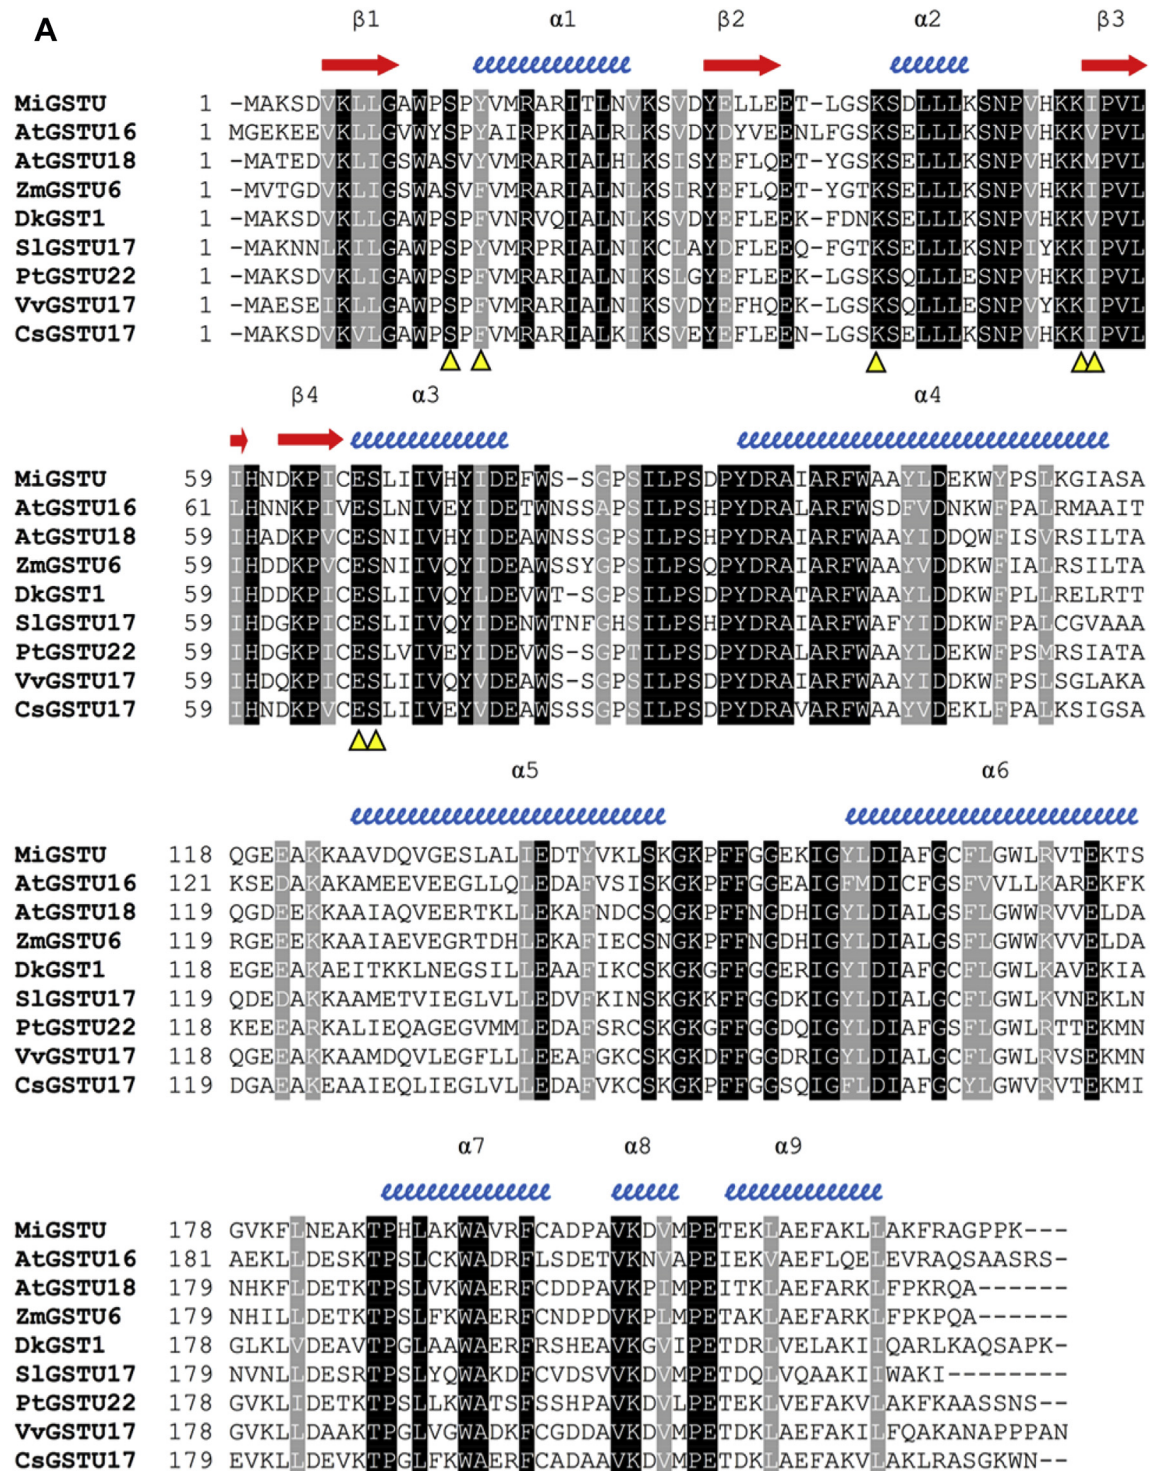 A
β1 α1 β2 α2 β3
MiGSTU 1 -MAKSDVKLLGAWPSPYVMRARITLNVKSVDYELLEET-LGSKSDLLLKSNPVHKKIPVL
AtGSTU16 1 MGEKEEVKLLGVWYSPYAIRPKIALRLKSVDYDYVEENLFGSKSELLLKSNPVHKKVPVL
AtGSTU18 1 -MATEDVKLIGSWASVYVMRARIALHLKSISYEFLQET-YGSKSELLLKSNPVHKKMPVL
ZmGSTU6 1 -MVTGDVKLIGSWASVFVMRARIALNLKSIRYEFLQET-YGTKSELLLKSNPVHKKIPVL
DkGST1 1 -MAKSDVKLLGAWPSPFVNRVQIALNLKSVDYEFLEEK-FDNKSELLLKSNPVHKKVPVL
SlGSTU17 1 -MAKNNLKILGAWPSPYVMRPRIALNIKCLAYDFLEEQ-FGTKSELLLKSNPIYKKIPVL
PtGSTU22 1 -MAKSDVKLIGAWPSPFVMRARIALNIKSLGYEFLEEK-LGSKSQLLLESNPVHKKIPVL
VvGSTU17 1 -MAESEIKLLGAWPSPFVMRARIALNIKSVDYEFHQEK-LGSKSQLLLESNPVYKKIPVL
CsGSTU17 1 -MAKSDVKVLGAWPSPFVMRARIALKIKSVEYEFLEEN-LGSKSELLLKSNPVHKKIPVL
β4 α3 α4
MiGSTU 59 IHNDKPICESLIIVHYIDEFWS-SGPSILPSDPYDRAIARFWAAYLDEKWYPSLKGIASA
AtGSTU16 61 LHNNKPIVESLNIVEYIDETWNSSAPSILPSHPYDRALARFWSDFVDNKWFPALRMAAIT
AtGSTU18 59 IHADKPVCESNIIVHYIDEAWNSSGPSILPSHPYDRAIARFWAAYIDDQWFISVRSILTA
ZmGSTU6 59 IHDDKPVCESNIIVQYIDEAWSSYGPSILPSQPYDRAIARFWAAYVDDKWFIALRSILTA
DkGST1 59 IHDDKPICESLIIVQYLDEVWT-SGPSILPSDPYDRATARFWAAYLDDKWFPLLRELRTT
SlGSTU17 59 IHDGKPICESLIIVQYIDENWTNFGHSILPSHPYDRAIARFWAFYIDDKWFPALCGVAAA
PtGSTU22 59 IHDGKPICESLVIVEYIDEVWS-SGPTILPSDPYDRALARFWAAYLDEKWFPSMRSIATA
VvGSTU17 59 IHDQKPICESLIIVQYVDEAWS-SGPSILPSDPYDRAIARFWAAYIDDKWFPSLSGLAKA
CsGSTU17 59 IHNDKPVCESLIIVEYVDEAWSSSGPSILPSDPYDRAVARFWAAYVDEKLFPALKSIGSA
α5 α6
MiGSTU 118 QGEEAKKAAVDQVGESLALIEDTYVKLSKGKPFFGGEKIGYLDIAFGCFLGWLRVTEKTS
AtGSTU16 121 KSEDAKAKAMEEVEEGLLQLEDAFVSISKGKPFFGGEAIGFMDICFGSFVVLLKAREKFK
AtGSTU18 119 QGDEEKKAAIAQVEERTKLLEKAFNDCSQGKPFFNGDHIGYLDIALGSFLGWWRVVELDA
ZmGSTU6 119 RGEEEKKAAIAEVEGRTDHLEKAFIECSNGKPFFNGDHIGYLDIALGSFLGWWKVVELDA
DkGST1 118 EGEEAKAEITKKLNEGSILLEAAFIKCSKGKGFFGGERIGYIDIAFGCFLGWLKAVEKIA
SlGSTU17 119 QDEDAKKAAMETVIEGLVLLEDVFKINSKGKKFFGGDKIGYLDIALGCFLGWLKVNEKLN
PtGSTU22 118 KEEEARKALIEQAGEGVMMLEDAFSRCSKGKGFFGGDQIGYLDIAFGSFLGWLRTTEKMN
VvGSTU17 118 QGEEAKKAAMDQVLEGFLLLEEAFGKCSKGKDFFGGDRIGYLDIALGCFLGWLRVSEKMN
CsGSTU17 119 DGAEAKEAAIEQLIEGLVLLEDAFVKCSKGKPFFGGSQIGFLDIAFGCYLGWVRVTEKMI
α7 α8 α9
MiGSTU 178 GVKFLNEAKTPHLAKWAVRFCADPAVKDVMPETEKLAEFAKLLAKFRAGPPK---
AtGSTU16 181 AEKLLDESKTPSLCKWADRFLSDETVKNVAPEIEKVAEFLQELEVRAQSAASRS-
AtGSTU18 179 NHKFLDETKTPSLVKWAERFCDDPAVKPIMPEITKLAEFARKLFPKRQA------
ZmGSTU6 179 NHILLDETKTPSLFKWAERFCNDPDVKPLMPETAKLAEFARKLFPKPQA------
DkGST1 178 GLKLVDEAVTPGLAAWAERFRSHEAVKGVIPETDRLVELAKIIQARLKAQSAPK-
SlGSTU17 179 NVNLLDESRTPSLYQWAKDFCVDSVVKDVMPETDQLVQAAKIIWAKI--------
PtGSTU22 178 GVKLIDETKTPSLLKWATSFSSHPAVKDVLPETEKLVEFAKVLAKFKAASSNS--
VvGSTU17 178 GVKLLDAAKTPGLVGWADKFCGDDAVKDVMPETDKLAEFAKILFQAKANAPPPAN
CsGSTU17 179 EVKLLDEVKTPGLFKWAERFCADAAVKDVMPETDKLAEFAKVLAKLRASGKWN--